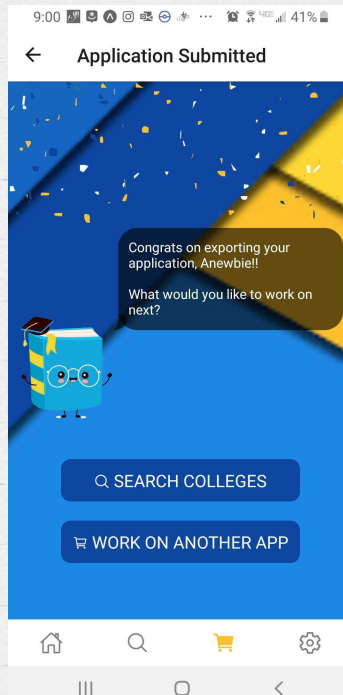 9:00 4GE 41%
Application Submitted
Congrats on exporting your
application, Anewbie!!
What would you like to work on
next?
SEARCH COLLEGES
WORK ON ANOTHER APP